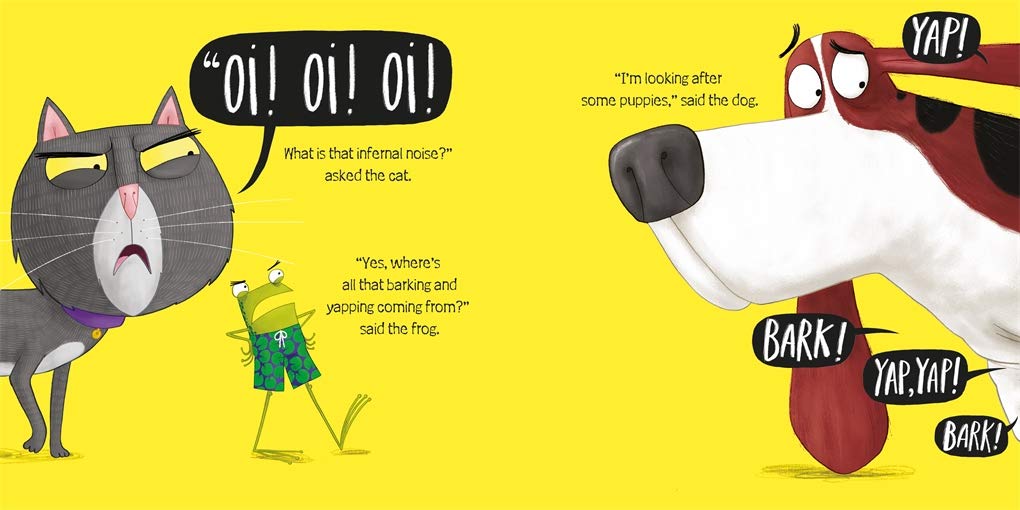 “Oi! Oi! Oi!
What is that infernal noise?”
asked the cat.
“Yes, where’s
all that barking and
yapping coming from?”
said the frog.
“I’m looking after
some puppies,” said the dog.
YAP!
BARK!
YAP, YAP!
BARK!